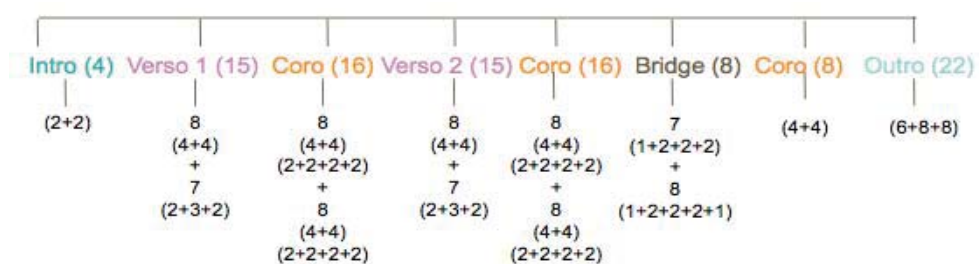 Intro (4) Verso 1 (15) Coro (16) Verso 2 (15) Coro (16) Bridge (8) Coro (8) Outro (22)
(2+2) 8 8 8 8 7 (4+4) (6+8+8)
(4+4) (4+4) (4+4) (4+4) (1+2+2+2)
+ (2+2+2+2) + (2+2+2+2) +
7 + 7 + 8
(2+3+2) 8 (2+3+2) 8 (1+2+2+2+1)
(4+4) (4+4)
(2+2+2+2) (2+2+2+2)